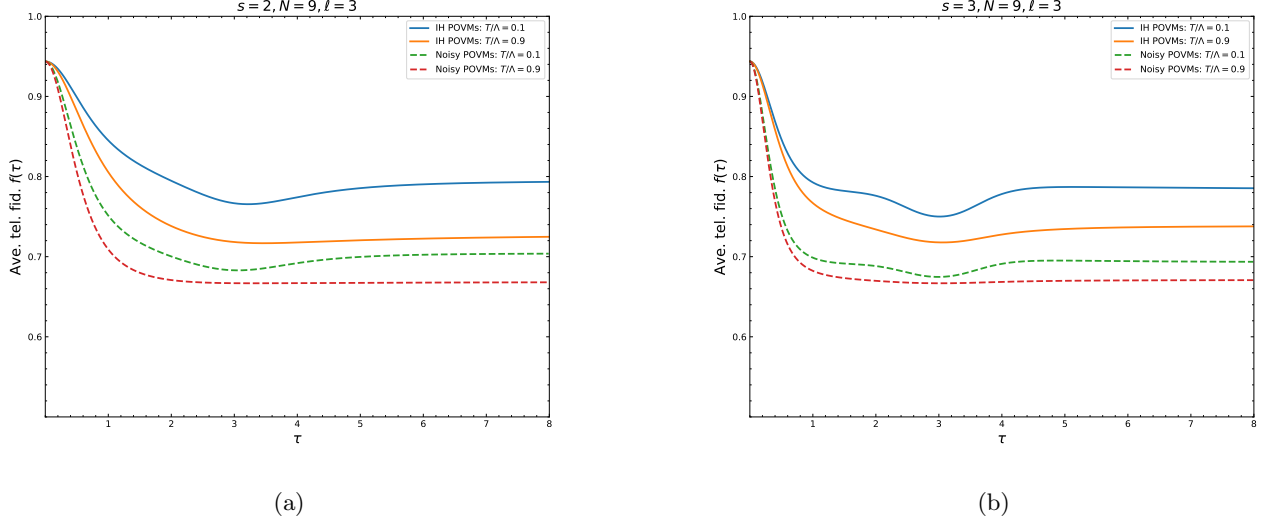 s = 2, N = 9, ℓ = 3
1.0
0.9
0.8
0.7
0.6
Ave. tel. fid. f(τ)
IH POVMs: T/Λ = 0.1
IH POVMs: T/Λ = 0.9
Noisy POVMs: T/Λ = 0.1
Noisy POVMs: T/Λ = 0.9
1 2 3 4 5 6 7 8
τ
(a)
s = 3, N = 9, ℓ = 3
1.0
0.9
0.8
0.7
0.6
Ave. tel. fid. f(τ)
IH POVMs: T/Λ = 0.1
IH POVMs: T/Λ = 0.9
Noisy POVMs: T/Λ = 0.1
Noisy POVMs: T/Λ = 0.9
1 2 3 4 5 6 7 8
τ
(b)